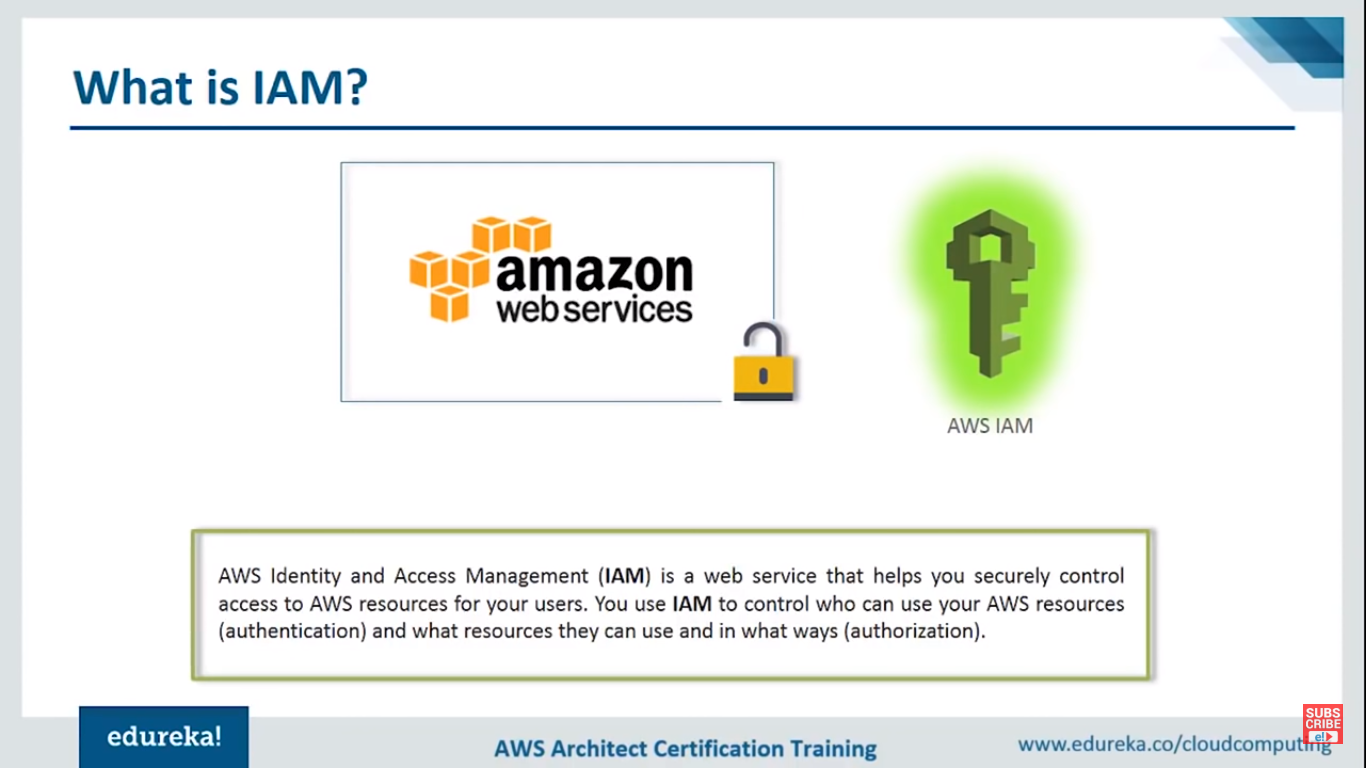 What is IAM?
amazon
web services
AWS IAM
AWS Identity and Access Management (IAM) is a web service that helps you securely control
access to AWS resources for your users. You use IAM to control who can use your AWS resources
(authentication) and what resources they can use and in what ways (authorization).
edureka!
AWS Architect Certification Training
www.edureka.co/cloudcomputing
SUBS
CRIBE
e!